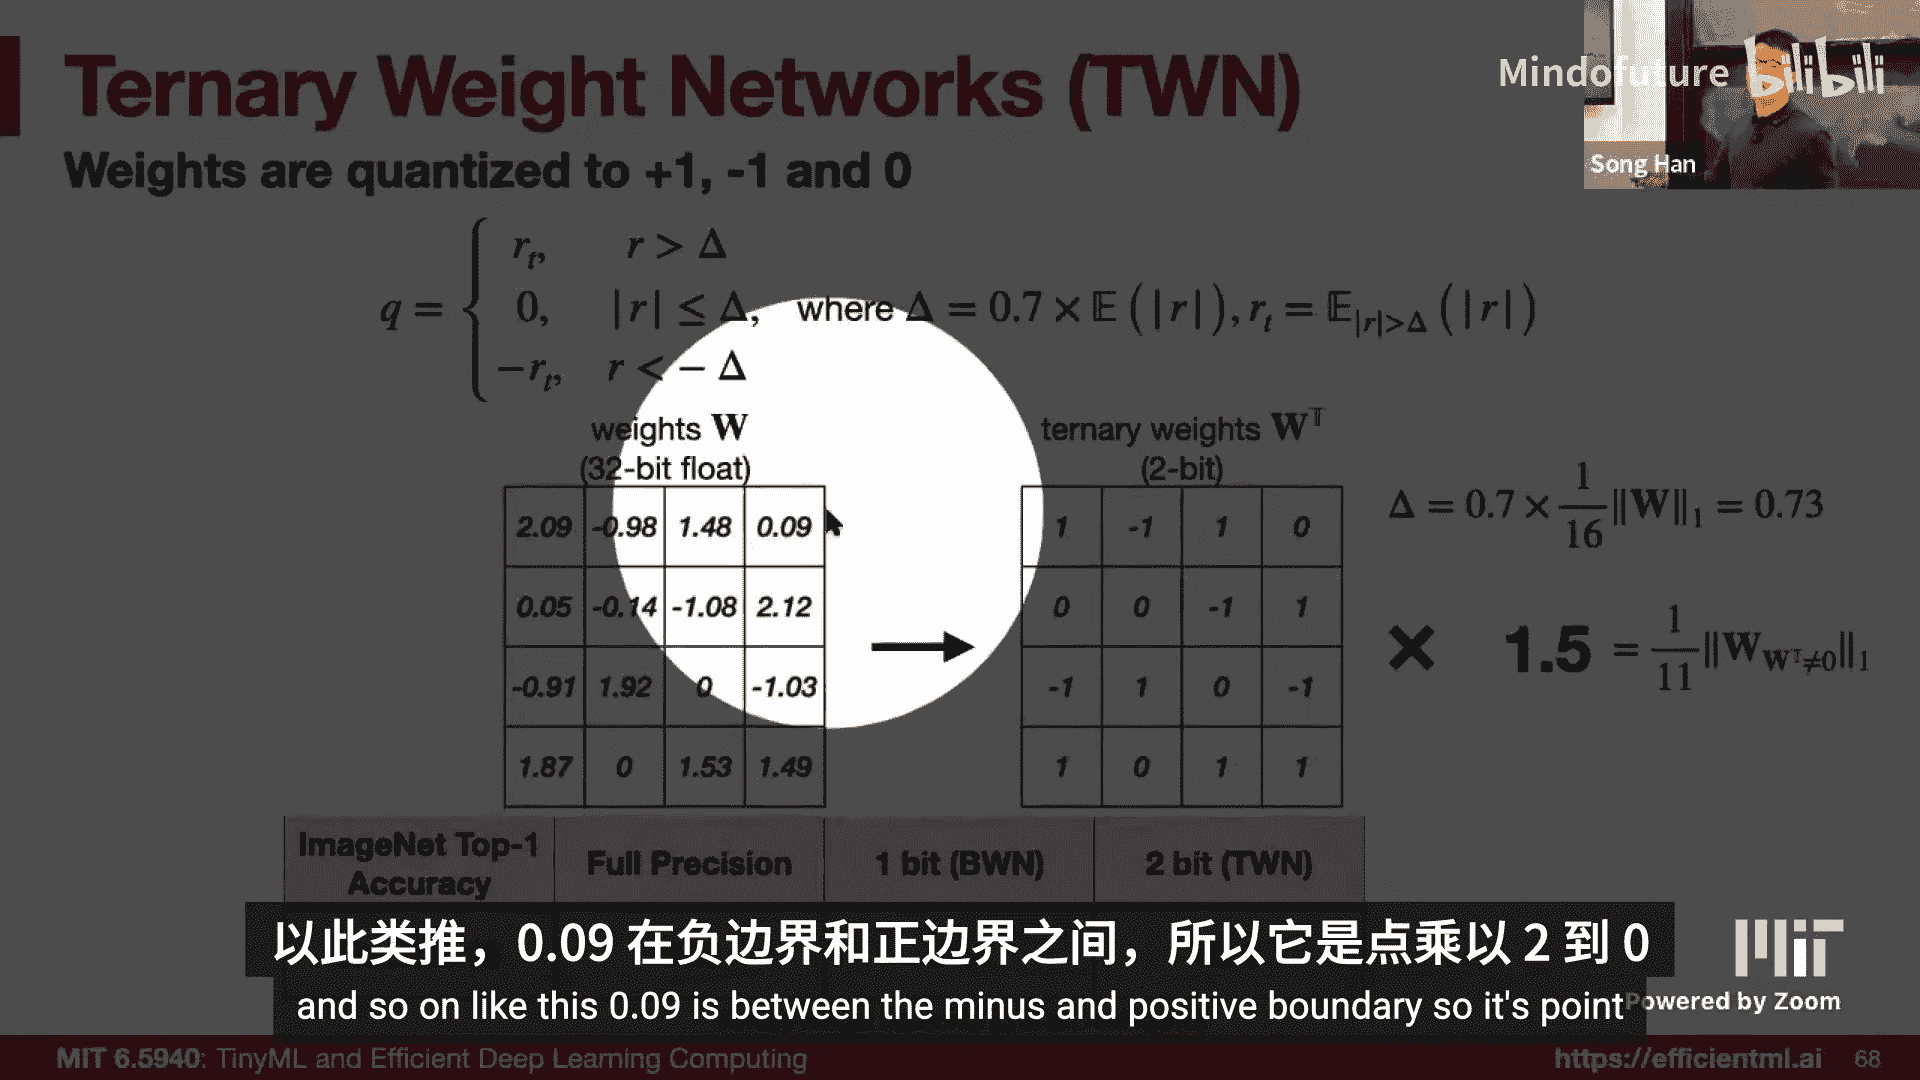 Ternary Weight Networks (TWN)
Mindofuture bilibili
Song Han
Weights are quantized to +1, -1 and 0
q = { r_t, r > Δ
0, |r| ≤ Δ, where Δ = 0.7 × 𝔼(|r|), r_t = 𝔼_{|r|>Δ}(|r|)
−r_t, r < − Δ
weights W
(32-bit float)
2.09 -0.98 1.48 0.09
0.05 -0.14 -1.08 2.12
-0.91 1.92 0 -1.03
1.87 0 1.53 1.49
ternary weights W^𝕋
(2-bit)
1 -1 1 0
0 0 -1 1
-1 1 0 -1
1 0 1 1
Δ = 0.7 × 1/16 ‖W‖₁ = 0.73
× 1.5 = 1/11 ‖W_{W^𝕋≠0}‖₁
ImageNet Top-1
Accuracy
Full Precision
1 bit (BWN)
2 bit (TWN)
以此类推，0.09 在负边界和正边界之间，所以它是点乘以 2 到 0
and so on like this 0.09 is between the minus and positive boundary so it's point
MiT
Powered by Zoom
MIT 6.5940: TinyML and Efficient Deep Learning Computing
https://efficientml.ai
68